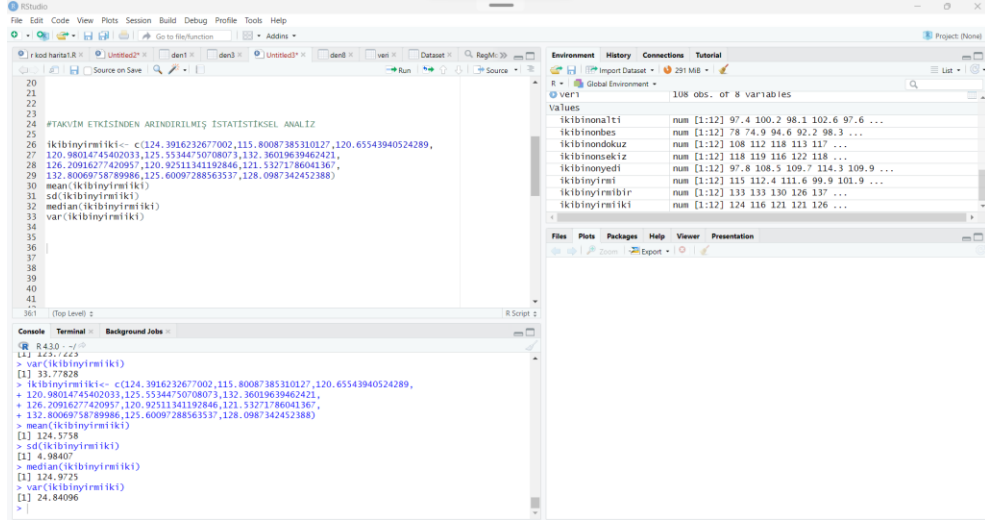 RStudio
File Edit Code View Plots Session Build Debug Profile Tools Help
Go to file/function Addins Project: (None)
r kod harita1.R Untitled2* den1 den3 Untitled3* den8 veri Dataset RegMo
Source on Save Run Source
20
21
22
23
24 #TAKVİM ETKİSİNDEN ARINDIRILMIŞ İSTATİSTİKSEL ANALİZ
25
26 ikibinyirmiiki<- c(124.3916232677002,115.80087385310127,120.65543940524289,
27 120.98014745402033,125.55344750708073,132.36019639462421,
28 126.20916277420957,120.92511341192846,121.53271786041367,
29 132.80069758789986,125.60097288563537,128.0987342452388)
30 mean(ikibinyirmiiki)
31 sd(ikibinyirmiiki)
32 median(ikibinyirmiiki)
33 var(ikibinyirmiiki)
34
35
36
37
38
39
40
41
36:1 (Top Level) R Script
Console Terminal Background Jobs
R 4.3.0 · ~/
[1] 123.7223
> var(ikibinyirmiiki)
[1] 33.77828
> ikibinyirmiiki<- c(124.3916232677002,115.80087385310127,120.65543940524289,
+ 120.98014745402033,125.55344750708073,132.36019639462421,
+ 126.20916277420957,120.92511341192846,121.53271786041367,
+ 132.80069758789986,125.60097288563537,128.0987342452388)
> mean(ikibinyirmiiki)
[1] 124.5758
> sd(ikibinyirmiiki)
[1] 4.98407
> median(ikibinyirmiiki)
[1] 124.9725
> var(ikibinyirmiiki)
[1] 24.84096
>
Environment History Connections Tutorial
Import Dataset 291 MiB List
R Global Environment
veri 108 obs. of 8 variables
Values
ikibinonalti num [1:12] 97.4 100.2 98.1 102.6 97.6 ...
ikibinonbes num [1:12] 78 74.9 94.6 92.2 98.3 ...
ikibinondokuz num [1:12] 108 112 118 113 117 ...
ikibinonsekiz num [1:12] 118 119 116 122 118 ...
ikibinonyedi num [1:12] 97.8 108.5 109.7 114.3 109.9 ...
ikibinyirmi num [1:12] 115 112.4 111.6 99.9 101.9 ...
ikibinyirmibir num [1:12] 133 133 130 126 137 ...
ikibinyirmiiki num [1:12] 124 116 121 121 126 ...
Files Plots Packages Help Viewer Presentation
Zoom Export